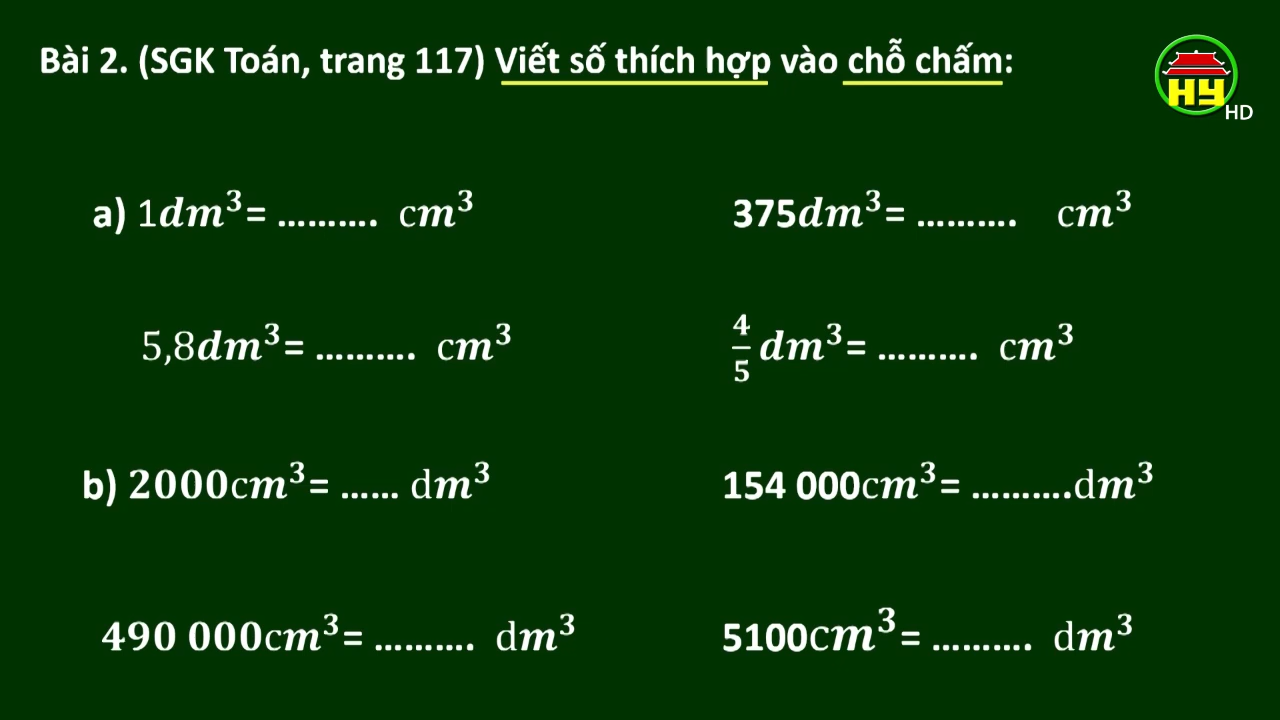 Bài 2. (SGK Toán, trang 117) Viết số thích hợp vào chỗ chấm:
HY
HD
a) 1dm³= .......... cm³ 375dm³= .......... cm³
5,8dm³= .......... cm³ 4/5 dm³= .......... cm³
b) 2000cm³= ...... dm³ 154 000cm³= ..........dm³
490 000cm³= .......... dm³ 5100cm³= .......... dm³